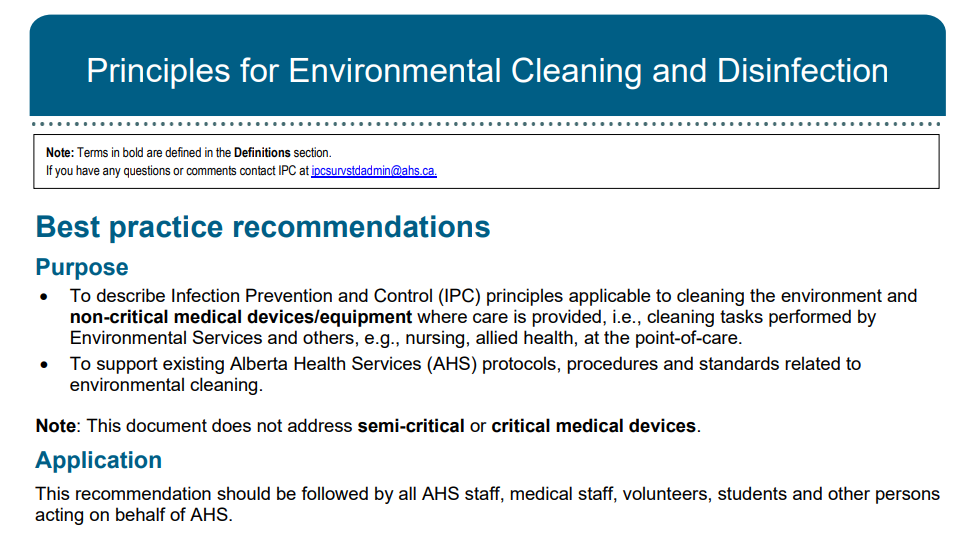 Principles for Environmental Cleaning and Disinfection
Note: Terms in bold are defined in the Definitions section.
If you have any questions or comments contact IPC at ipcsurvstdadmin@ahs.ca.
Best practice recommendations
Purpose
• To describe Infection Prevention and Control (IPC) principles applicable to cleaning the environment and
non-critical medical devices/equipment where care is provided, i.e., cleaning tasks performed by
Environmental Services and others, e.g., nursing, allied health, at the point-of-care.
• To support existing Alberta Health Services (AHS) protocols, procedures and standards related to
environmental cleaning.
Note: This document does not address semi-critical or critical medical devices.
Application
This recommendation should be followed by all AHS staff, medical staff, volunteers, students and other persons
acting on behalf of AHS.